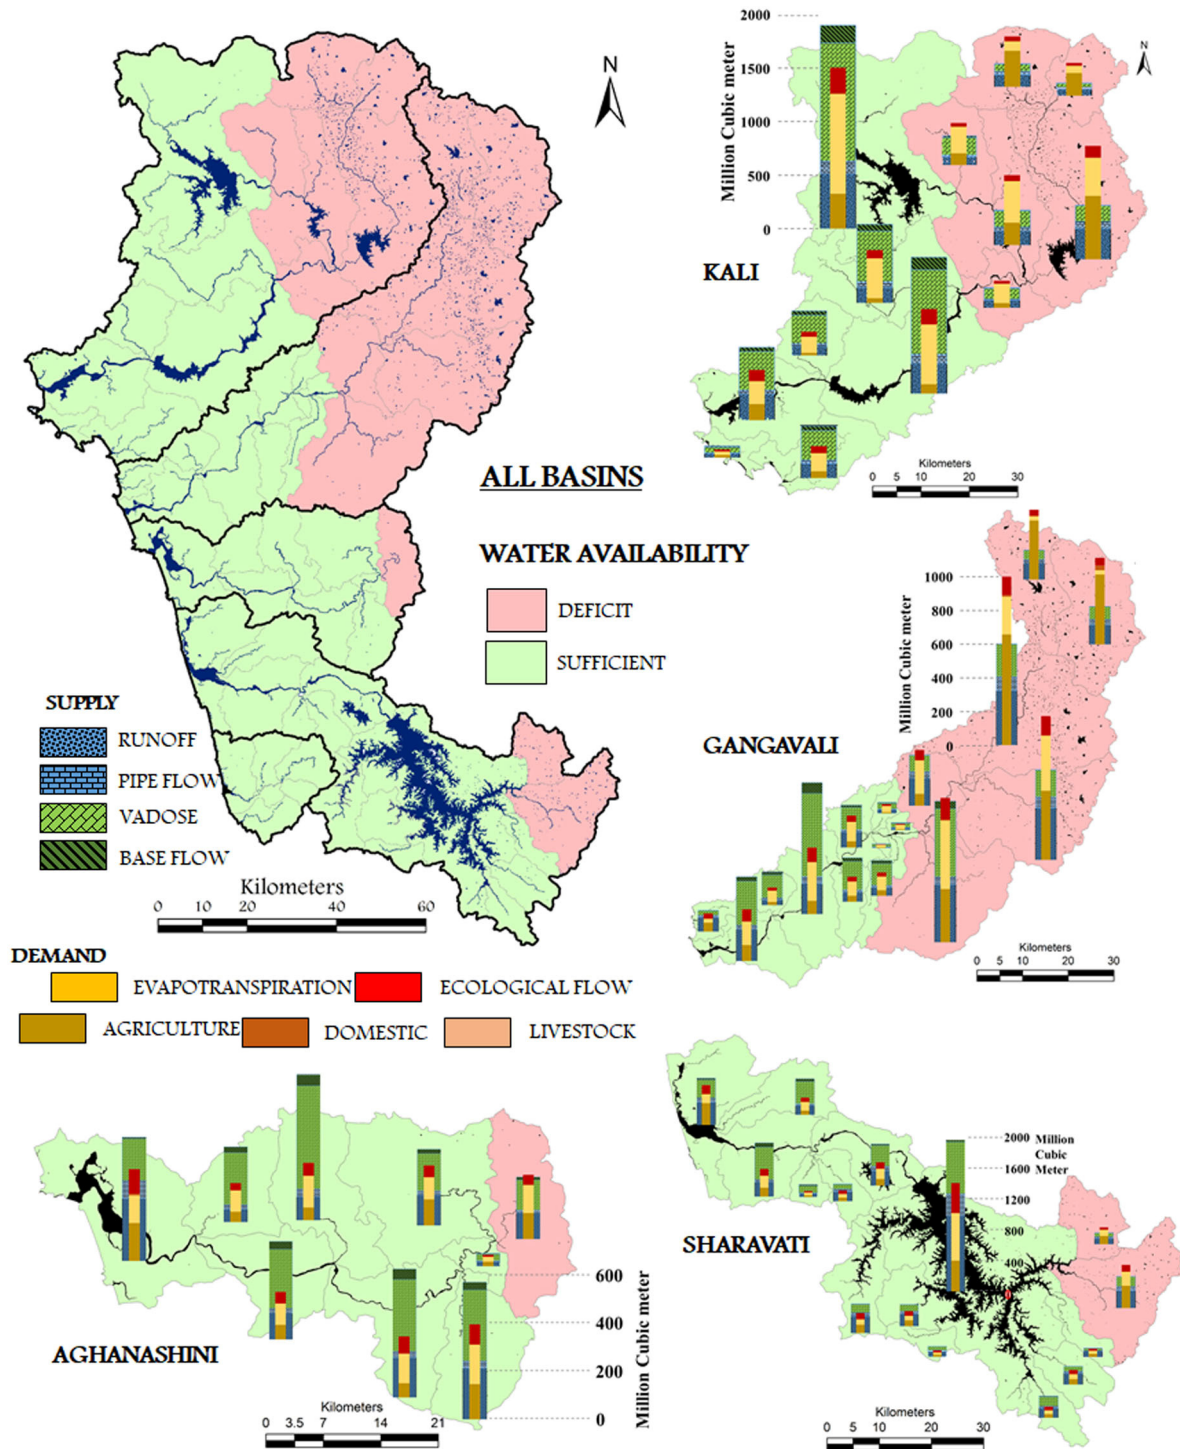 N
ALL BASINS
WATER AVAILABILITY
DEFICIT
SUFFICIENT
SUPPLY
RUNOFF
PIPE FLOW
VADOSE
BASE FLOW
Kilometers
0 10 20 40 60
DEMAND
EVAPOTRANSPIRATION
ECOLOGICAL FLOW
AGRICULTURE
DOMESTIC
LIVESTOCK
2000
1500
1000
500
0
Million Cubic meter
N
KALI
Kilometers
0 5 10 20 30
1000
800
600
400
200
0
Million Cubic meter
GANGAVALI
Kilometers
0 5 10 20 30
AGHANASHINI
600
400
200
0
Million Cubic meter
Kilometers
0 3.5 7 14 21
2000 Million
Cubic
1600 Meter
1200
800
400
SHARAVATI
Kilometers
0 5 10 20 30